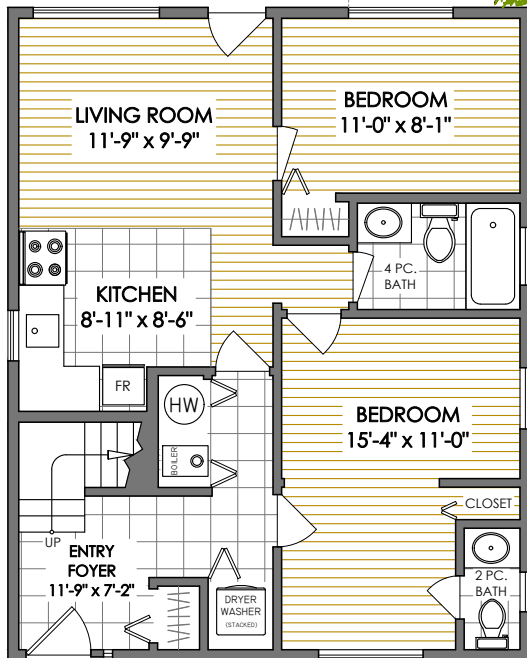 LIVING ROOM
11'-9" x 9'-9"
BEDROOM
11'-0" x 8'-1"
4 PC.
BATH
KITCHEN
8'-11" x 8'-6"
FR
HW
BOILER
BEDROOM
15'-4" x 11'-0"
CLOSET
UP
ENTRY
FOYER
11'-9" x 7'-2"
DRYER
WASHER
(STACKED)
2 PC.
BATH